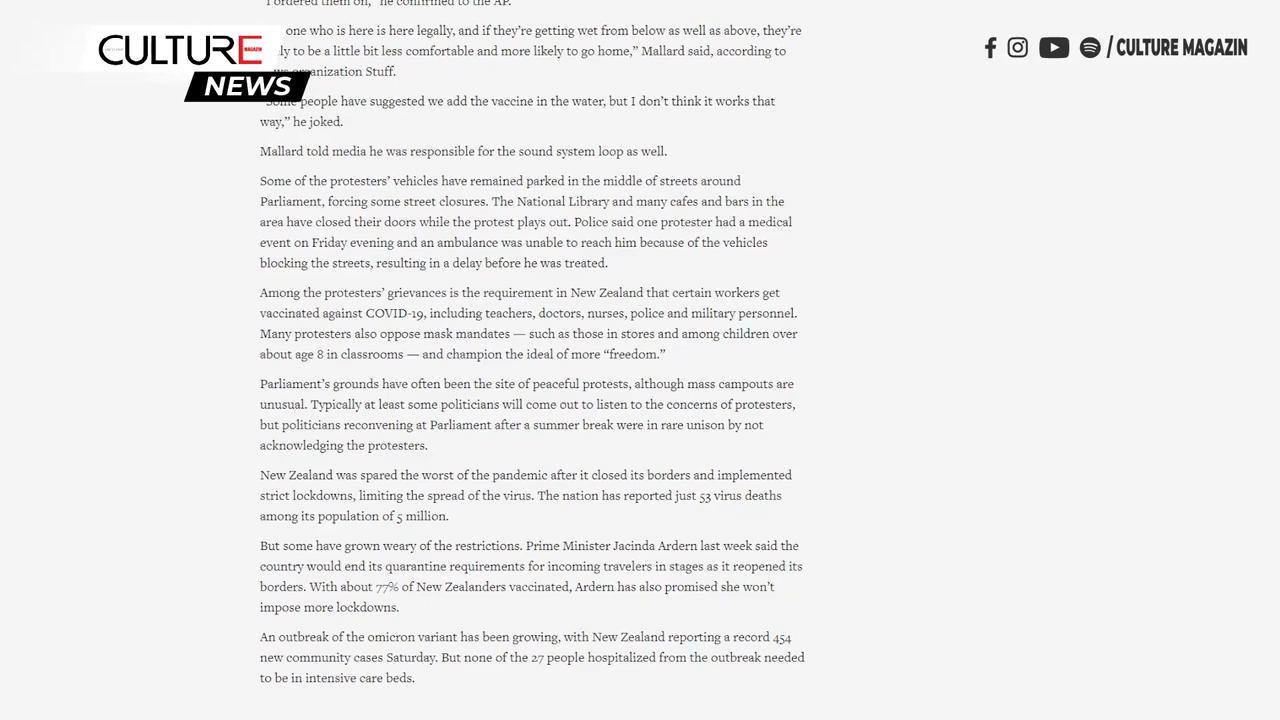 "I ordered them on," he confirmed to the AP.
CULTURE
MAGAZIN
NEWS
/ CULTURE MAGAZIN
one who is here is here legally, and if they're getting wet from below as well as above, they're
ly to be a little bit less comfortable and more likely to go home,” Mallard said, according to
organization Stuff.
“Some people have suggested we add the vaccine in the water, but I don’t think it works that
way,” he joked.
Mallard told media he was responsible for the sound system loop as well.
Some of the protesters’ vehicles have remained parked in the middle of streets around
Parliament, forcing some street closures. The National Library and many cafes and bars in the
area have closed their doors while the protest plays out. Police said one protester had a medical
event on Friday evening and an ambulance was unable to reach him because of the vehicles
blocking the streets, resulting in a delay before he was treated.
Among the protesters’ grievances is the requirement in New Zealand that certain workers get
vaccinated against COVID-19, including teachers, doctors, nurses, police and military personnel.
Many protesters also oppose mask mandates — such as those in stores and among children over
about age 8 in classrooms — and champion the ideal of more “freedom.”
Parliament’s grounds have often been the site of peaceful protests, although mass campouts are
unusual. Typically at least some politicians will come out to listen to the concerns of protesters,
but politicians reconvening at Parliament after a summer break were in rare unison by not
acknowledging the protesters.
New Zealand was spared the worst of the pandemic after it closed its borders and implemented
strict lockdowns, limiting the spread of the virus. The nation has reported just 53 virus deaths
among its population of 5 million.
But some have grown weary of the restrictions. Prime Minister Jacinda Ardern last week said the
country would end its quarantine requirements for incoming travelers in stages as it reopened its
borders. With about 77% of New Zealanders vaccinated, Ardern has also promised she won’t
impose more lockdowns.
An outbreak of the omicron variant has been growing, with New Zealand reporting a record 454
new community cases Saturday. But none of the 27 people hospitalized from the outbreak needed
to be in intensive care beds.